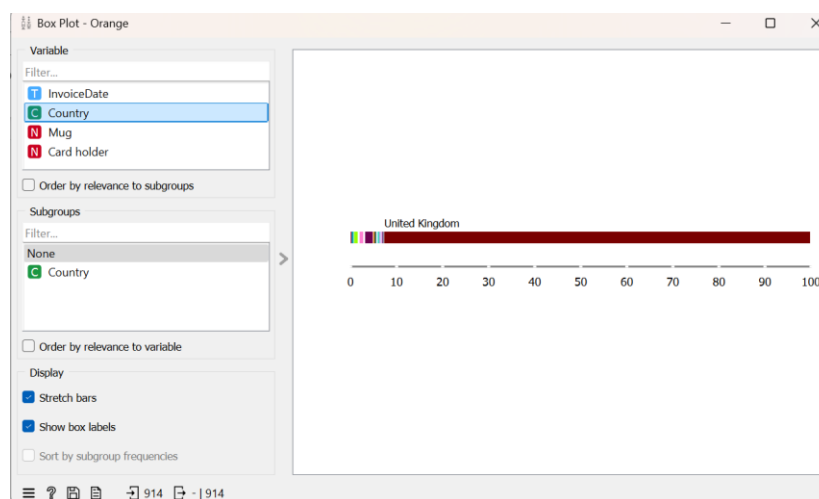 Box Plot - Orange
Variable
Filter...
T InvoiceDate
C Country
N Mug
N Card holder
Order by relevance to subgroups
Subgroups
Filter...
None
C Country
Order by relevance to variable
Display
Stretch bars
Show box labels
Sort by subgroup frequencies
914 - | 914
United Kingdom
0 10 20 30 40 50 60 70 80 90 100